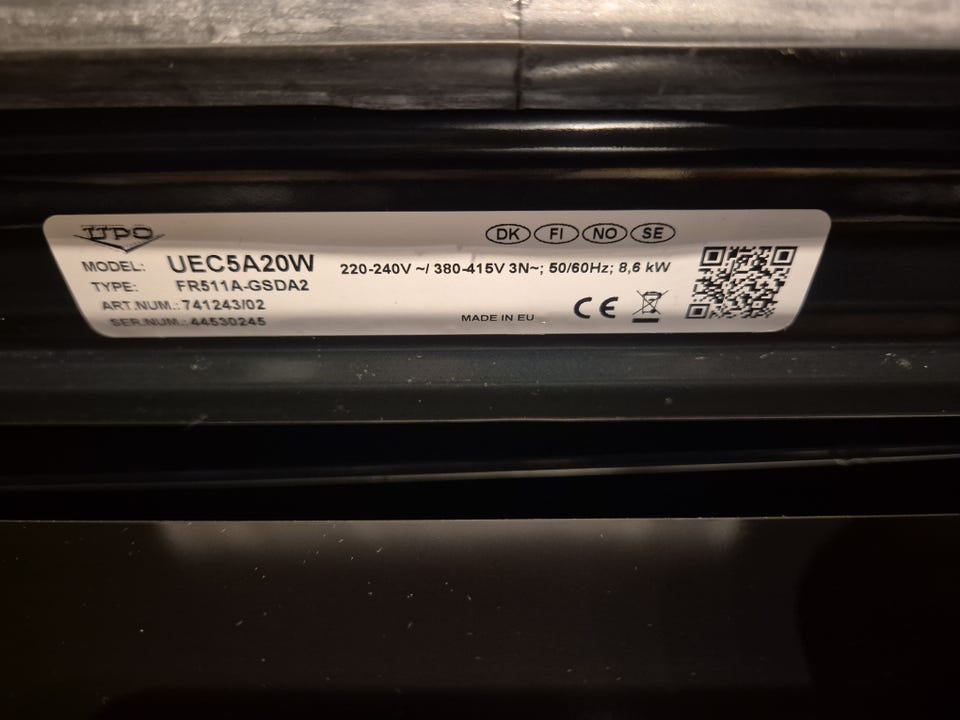 UPO
DK FI NO SE
MODEL: UEC5A20W
220-240V ~/ 380-415V 3N~; 50/60Hz; 8,6 kW
TYPE: FR511A-GSDA2
ART.NUM.: 741243/02
SER.NUM.: 44530245
MADE IN EU
CE